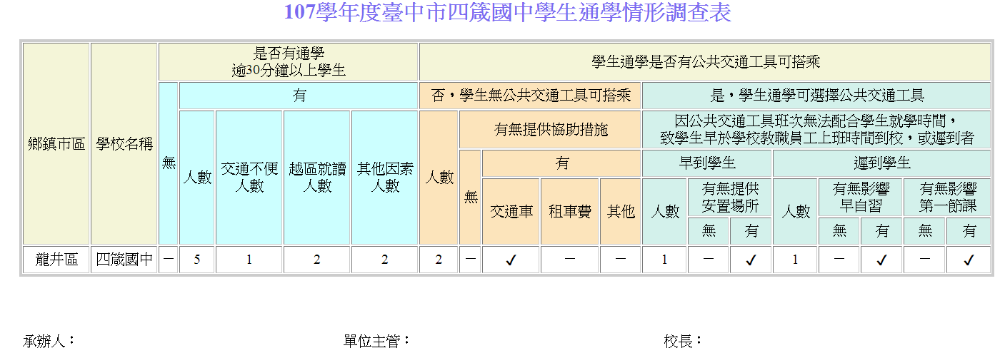 107學年度臺中市四箴國中學生通學情形調查表
鄉鎮市區
學校名稱
是否有通學
逾30分鐘以上學生
學生通學是否有公共交通工具可搭乘
無
有
否，學生無公共交通工具可搭乘
是，學生通學可選擇公共交通工具
人數
交通不便
人數
越區就讀
人數
其他因素
人數
人數
有無提供協助措施
因公共交通工具班次無法配合學生就學時間，
致學生早於學校教職員工上班時間到校，或遲到者
無
有
早到學生
遲到學生
交通車
租車費
其他
人數
有無提供
安置場所
人數
有無影響
早自習
有無影響
第一節課
無 有 無 有 無 有
龍井區 四箴國中 － 5 1 2 2 2 － ✓ － － 1 － ✓ 1 － ✓ － ✓
承辦人： 單位主管： 校長：